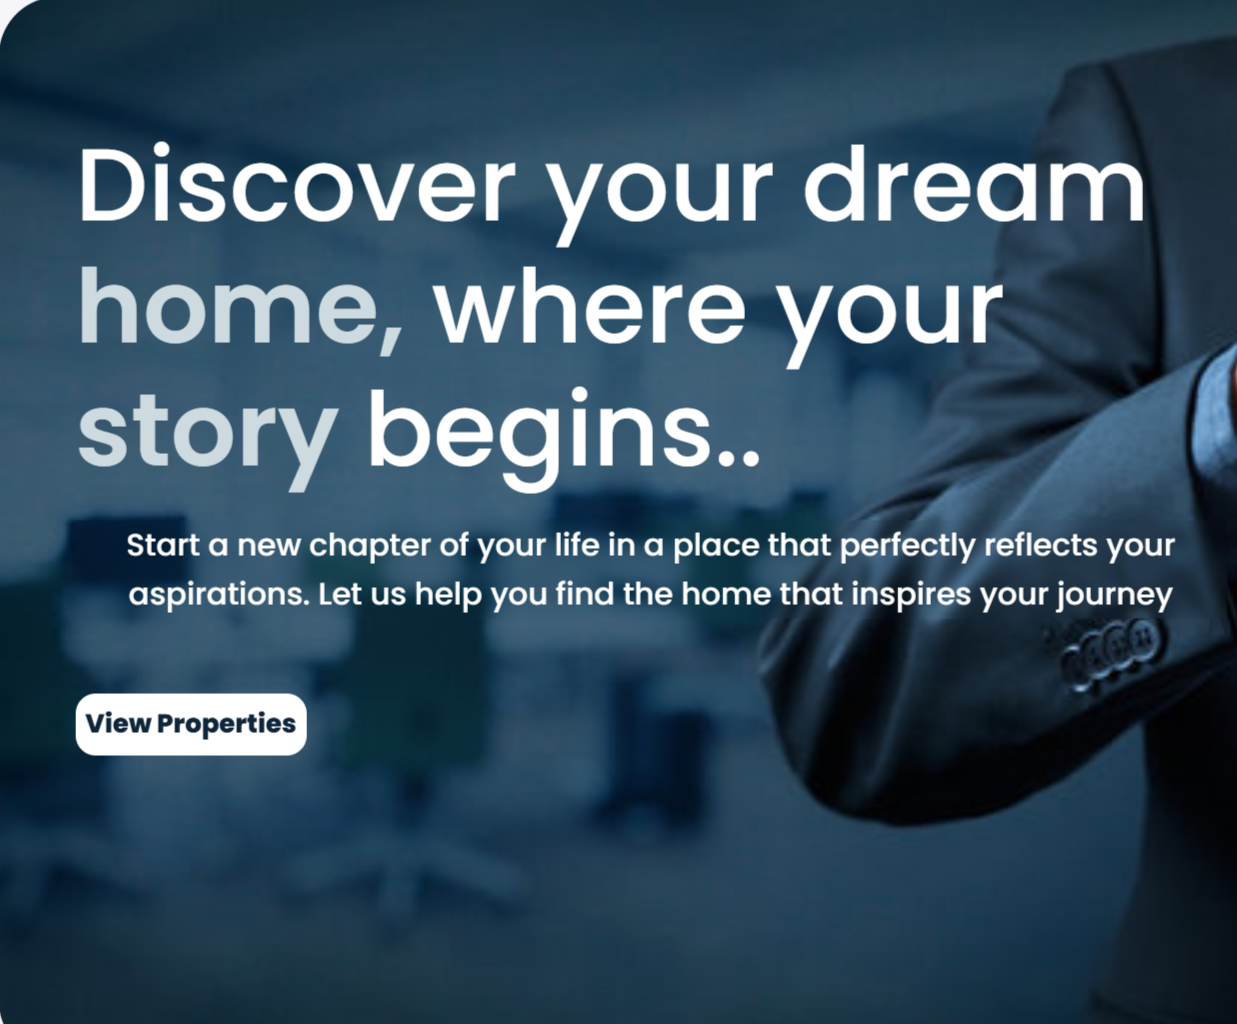 Discover your dream
home, where your
story begins..
Start a new chapter of your life in a place that perfectly reflects your
aspirations. Let us help you find the home that inspires your journey
View Properties